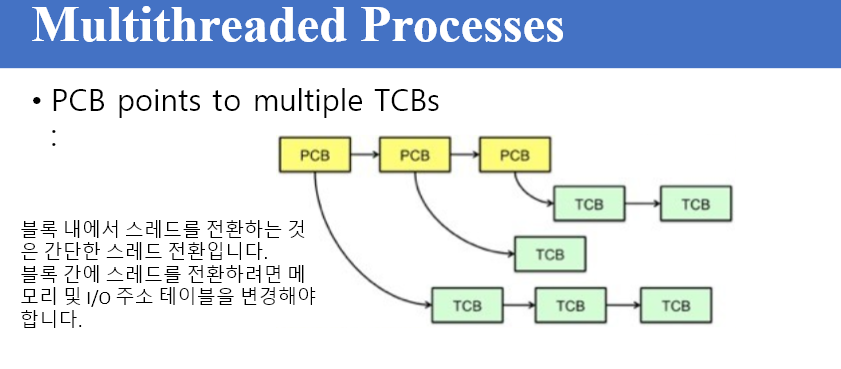 Multithreaded Processes
• PCB points to multiple TCBs
:
PCB PCB PCB
TCB TCB
TCB
TCB TCB TCB
블록 내에서 스레드를 전환하는 것
은 간단한 스레드 전환입니다.
블록 간에 스레드를 전환하려면 메
모리 및 I/O 주소 테이블을 변경해야
합니다.